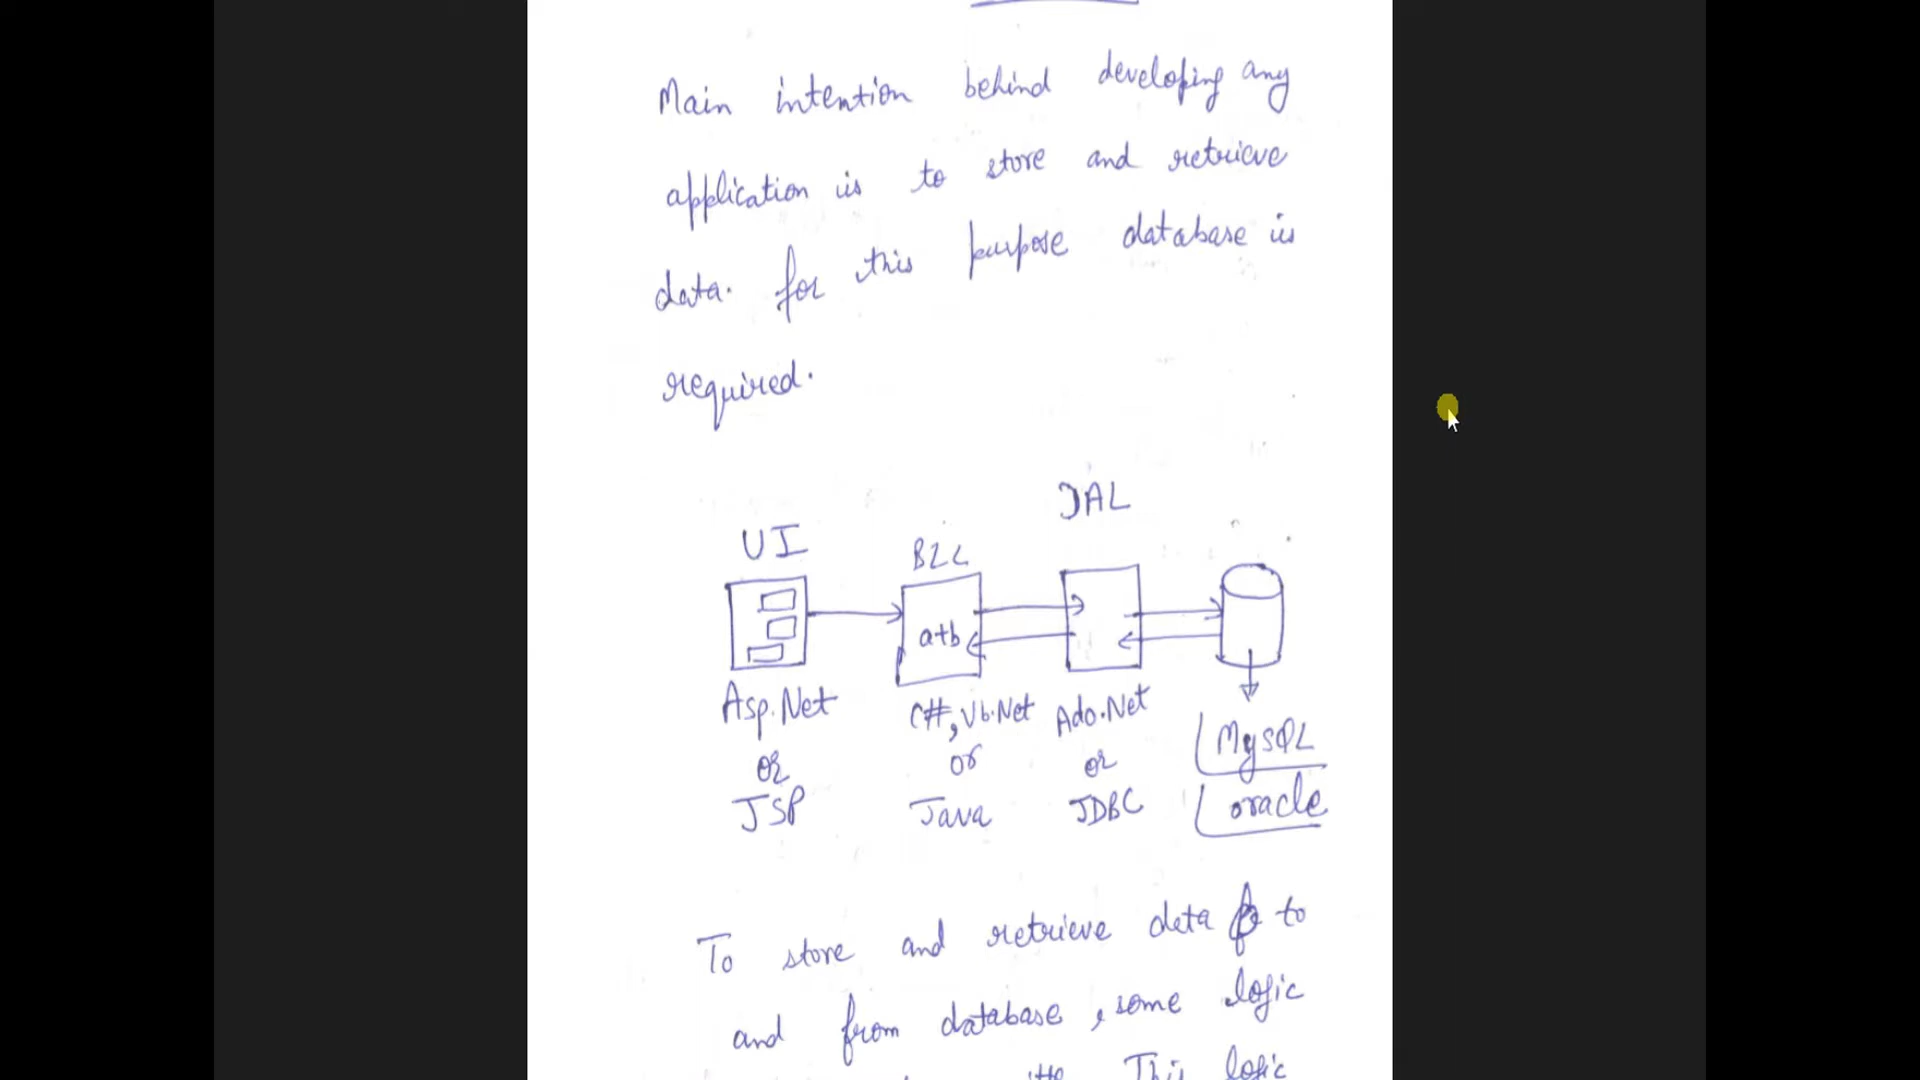 Main intention behind developing any
application is to store and retrieve
data. for this purpose database is
required.
DAL
UI
BLL
a+b
Asp.Net
C#, Vb.Net
Ado.Net
MySQL
or
or
or
JSP
Java
JDBC
oracle
To store and retrieve data to
and from database, some logic
This logic